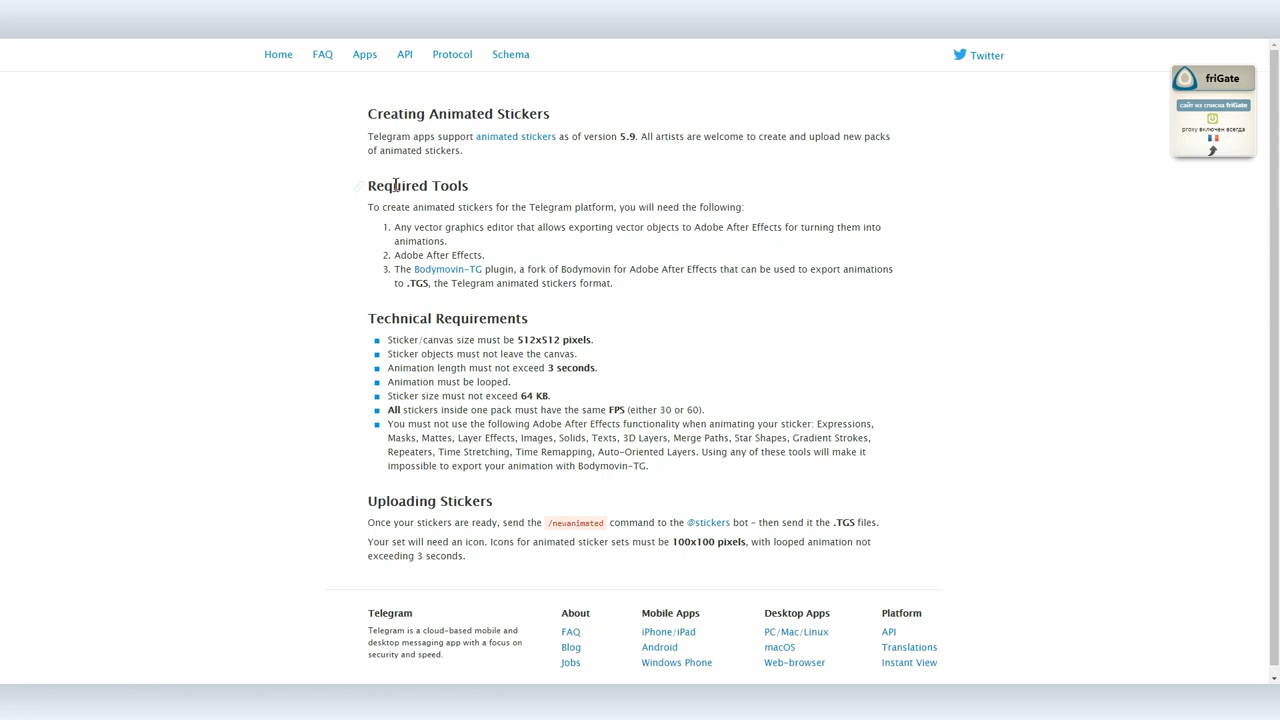 Home FAQ Apps API Protocol Schema Twitter
friGate
сайт из списка friGate
proxy включен всегда
Creating Animated Stickers
Telegram apps support animated stickers as of version 5.9. All artists are welcome to create and upload new packs
of animated stickers.
Required Tools
To create animated stickers for the Telegram platform, you will need the following:
1. Any vector graphics editor that allows exporting vector objects to Adobe After Effects for turning them into
animations.
2. Adobe After Effects.
3. The Bodymovin-TG plugin, a fork of Bodymovin for Adobe After Effects that can be used to export animations
to .TGS, the Telegram animated stickers format.
Technical Requirements
Sticker/canvas size must be 512x512 pixels.
Sticker objects must not leave the canvas.
Animation length must not exceed 3 seconds.
Animation must be looped.
Sticker size must not exceed 64 KB.
All stickers inside one pack must have the same FPS (either 30 or 60).
You must not use the following Adobe After Effects functionality when animating your sticker: Expressions,
Masks, Mattes, Layer Effects, Images, Solids, Texts, 3D Layers, Merge Paths, Star Shapes, Gradient Strokes,
Repeaters, Time Stretching, Time Remapping, Auto-Oriented Layers. Using any of these tools will make it
impossible to export your animation with Bodymovin-TG.
Uploading Stickers
Once your stickers are ready, send the /newanimated command to the @stickers bot – then send it the .TGS files.
Your set will need an icon. Icons for animated sticker sets must be 100x100 pixels, with looped animation not
exceeding 3 seconds.
Telegram
Telegram is a cloud-based mobile and
desktop messaging app with a focus on
security and speed.
About
FAQ
Blog
Jobs
Mobile Apps
iPhone/iPad
Android
Windows Phone
Desktop Apps
PC/Mac/Linux
macOS
Web-browser
Platform
API
Translations
Instant View